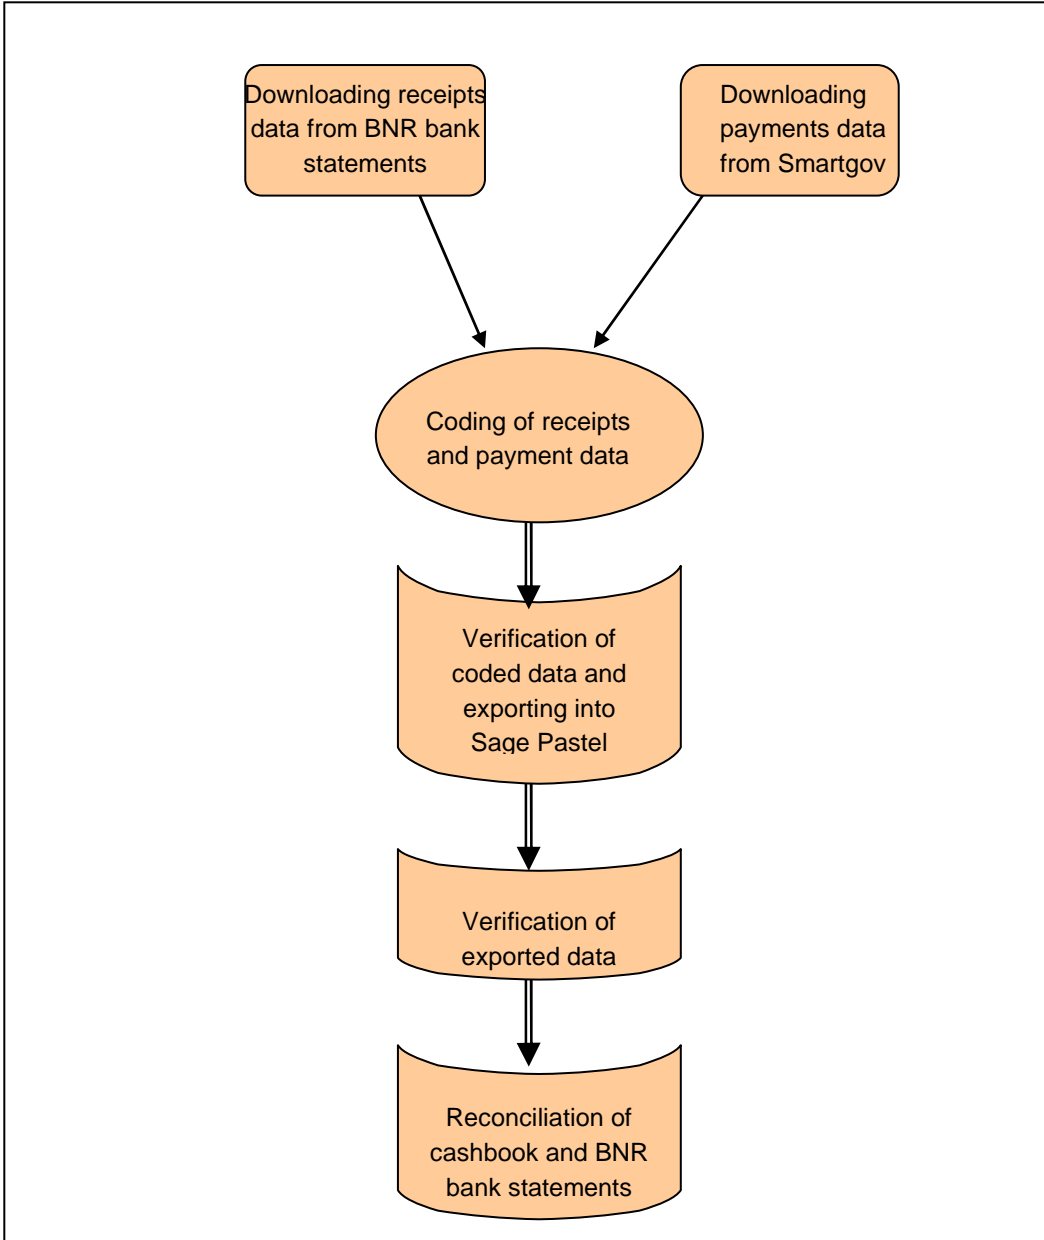 Downloading receipts
data from BNR bank
statements
Downloading
payments data
from Smartgov
Coding of receipts
and payment data
Verification of
coded data and
exporting into
Sage Pastel
Verification of
exported data
Reconciliation of
cashbook and BNR
bank statements